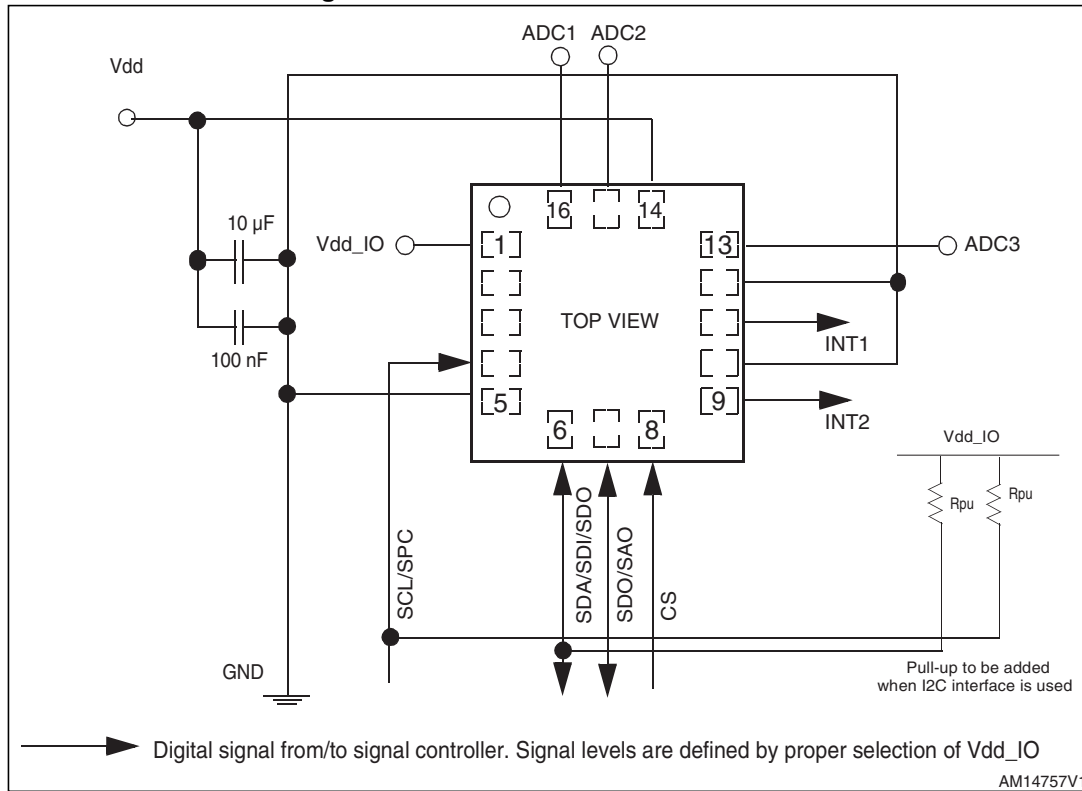 ADC1 ADC2
Vdd
16
14
10 µF
Vdd_IO
1
13
ADC3
TOP VIEW
INT1
100 nF
5
9
INT2
6
8
Vdd_IO
Rpu
Rpu
SCL/SPC
SDA/SDI/SDO
SDO/SAO
CS
GND
Pull-up to be added
when I2C interface is used
Digital signal from/to signal controller. Signal levels are defined by proper selection of Vdd_IO
AM14757V1